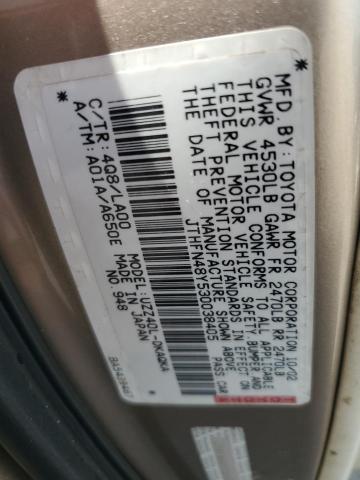 MFD. BY: TOYOTA MOTOR CORPORATION 10/02
GVWR 4530LB GAWR FR 2470LB RR 2470LB
THIS VEHICLE CONFORMS TO ALL APPLICABLE
FEDERAL MOTOR VEHICLE SAFETY, BUMPER AND
THEFT PREVENTION STANDARDS IN EFFECT ON
THE DATE OF MANUFACTURE SHOWN ABOVE.
JTHFN48Y530038405 PASS CAR
C/TR: 4Q8/LA00 MODEL: UZZ40L-DKAQKA
A/TM: A01A/A650E MADE IN JAPAN
NO. 948